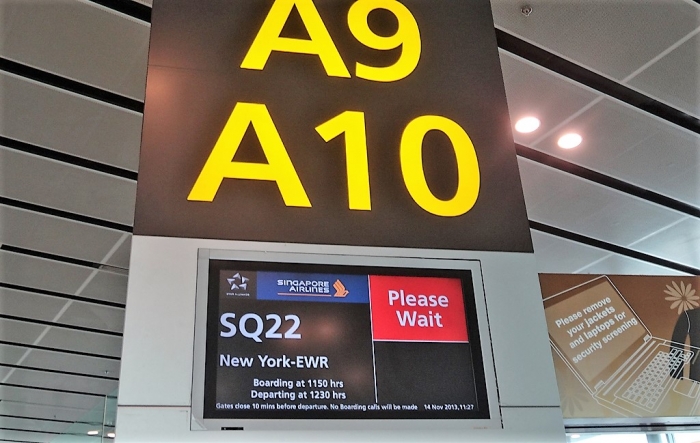 A9
A10
STAR ALLIANCE
SINGAPORE
AIRLINES
Please
Wait
SQ22
New York-EWR
Boarding at 1150 hrs
Departing at 1230 hrs
Gates close 10 mins before departure. No Boarding calls will be made 14 Nov 2013,11:27
Please remove
your jackets
and laptops for
security screening